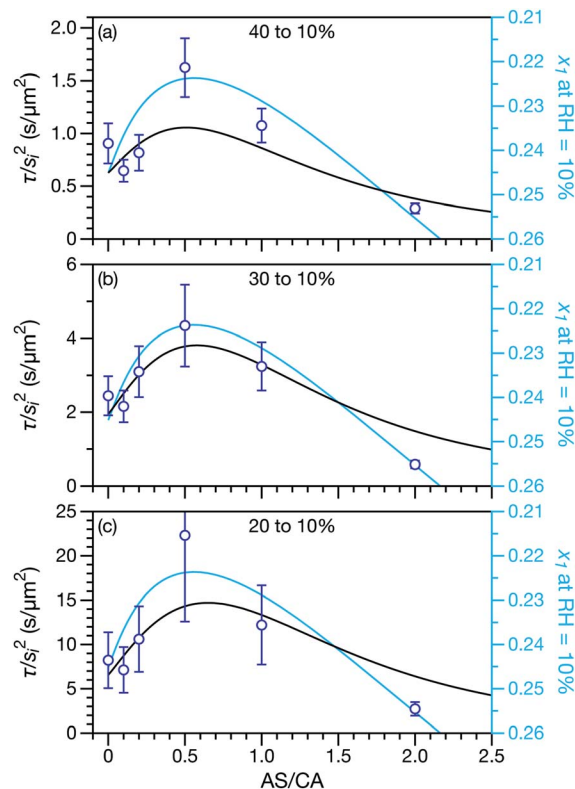 (a)
40 to 10%
2.0
1.5
1.0
0.5
0
τ/sᵢ² (s/μm²)
0.21
0.22
0.23
0.24
0.25
0.26
x₁ at RH = 10%
(b)
30 to 10%
6
4
2
0
τ/sᵢ² (s/μm²)
0.21
0.22
0.23
0.24
0.25
0.26
x₁ at RH = 10%
(c)
20 to 10%
25
20
15
10
5
0
τ/sᵢ² (s/μm²)
0.21
0.22
0.23
0.24
0.25
0.26
x₁ at RH = 10%
0 0.5 1.0 1.5 2.0 2.5
AS/CA